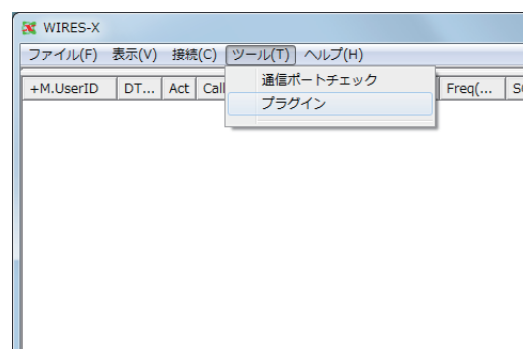 WIRES-X
ファイル(F) 表示(V) 接続(C) ツール(T) ヘルプ(H)
通信ポートチェック
+M.UserID DT... Act Call Freq(...
プラグイン